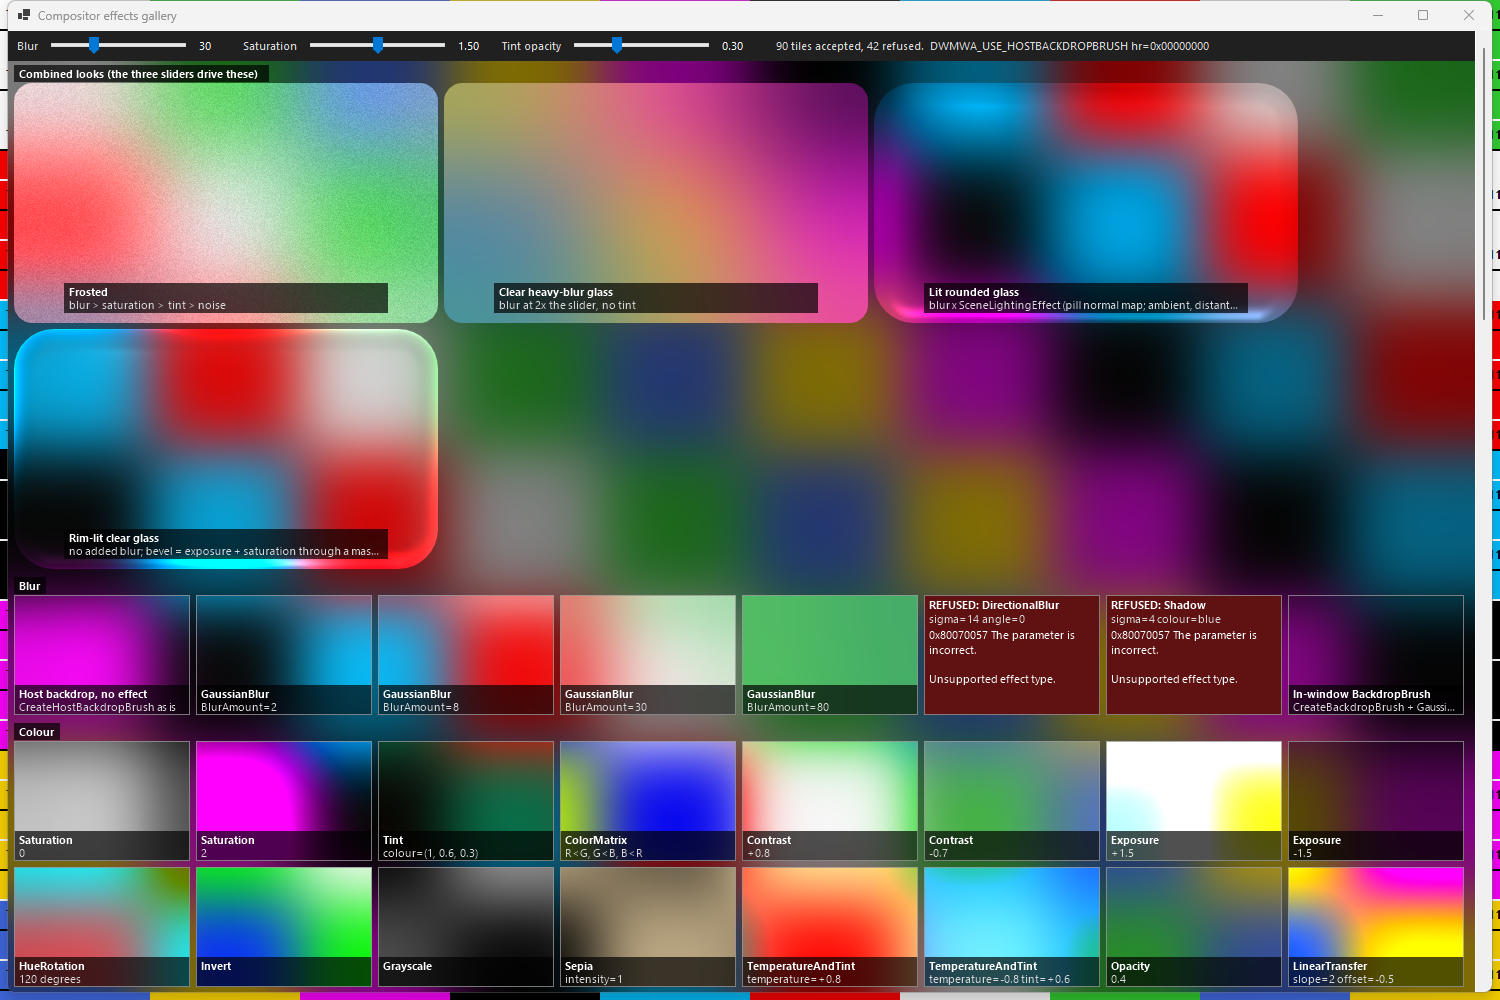 Compositor effects gallery
Blur 30 Saturation 1.50 Tint opacity 0.30 90 tiles accepted, 42 refused. DWMWA_USE_HOSTBACKDROPBRUSH hr=0x00000000
Combined looks (the three sliders drive these)
Frosted
blur > saturation > tint > noise
Clear heavy-blur glass
blur at 2x the slider, no tint
Lit rounded glass
blur x SceneLightingEffect (pill normal map; ambient, distant...
Rim-lit clear glass
no added blur; bevel = exposure + saturation through a mas...
Blur
Host backdrop, no effect
CreateHostBackdropBrush as is
GaussianBlur
BlurAmount=2
GaussianBlur
BlurAmount=8
GaussianBlur
BlurAmount=30
GaussianBlur
BlurAmount=80
REFUSED: DirectionalBlur
sigma=14 angle=0
0x80070057 The parameter is
incorrect.
Unsupported effect type.
REFUSED: Shadow
sigma=4 colour=blue
0x80070057 The parameter is
incorrect.
Unsupported effect type.
In-window BackdropBrush
CreateBackdropBrush + Gaussi...
Colour
Saturation
0
Saturation
2
Tint
colour=(1, 0.6, 0.3)
ColorMatrix
R<G, G<B, B<R
Contrast
+0.8
Contrast
-0.7
Exposure
+1.5
Exposure
-1.5
HueRotation
120 degrees
Invert
Grayscale
Sepia
intensity=1
TemperatureAndTint
temperature=+0.8
TemperatureAndTint
temperature=-0.8 tint=+0.6
Opacity
0.4
LinearTransfer
slope=2 offset=-0.5